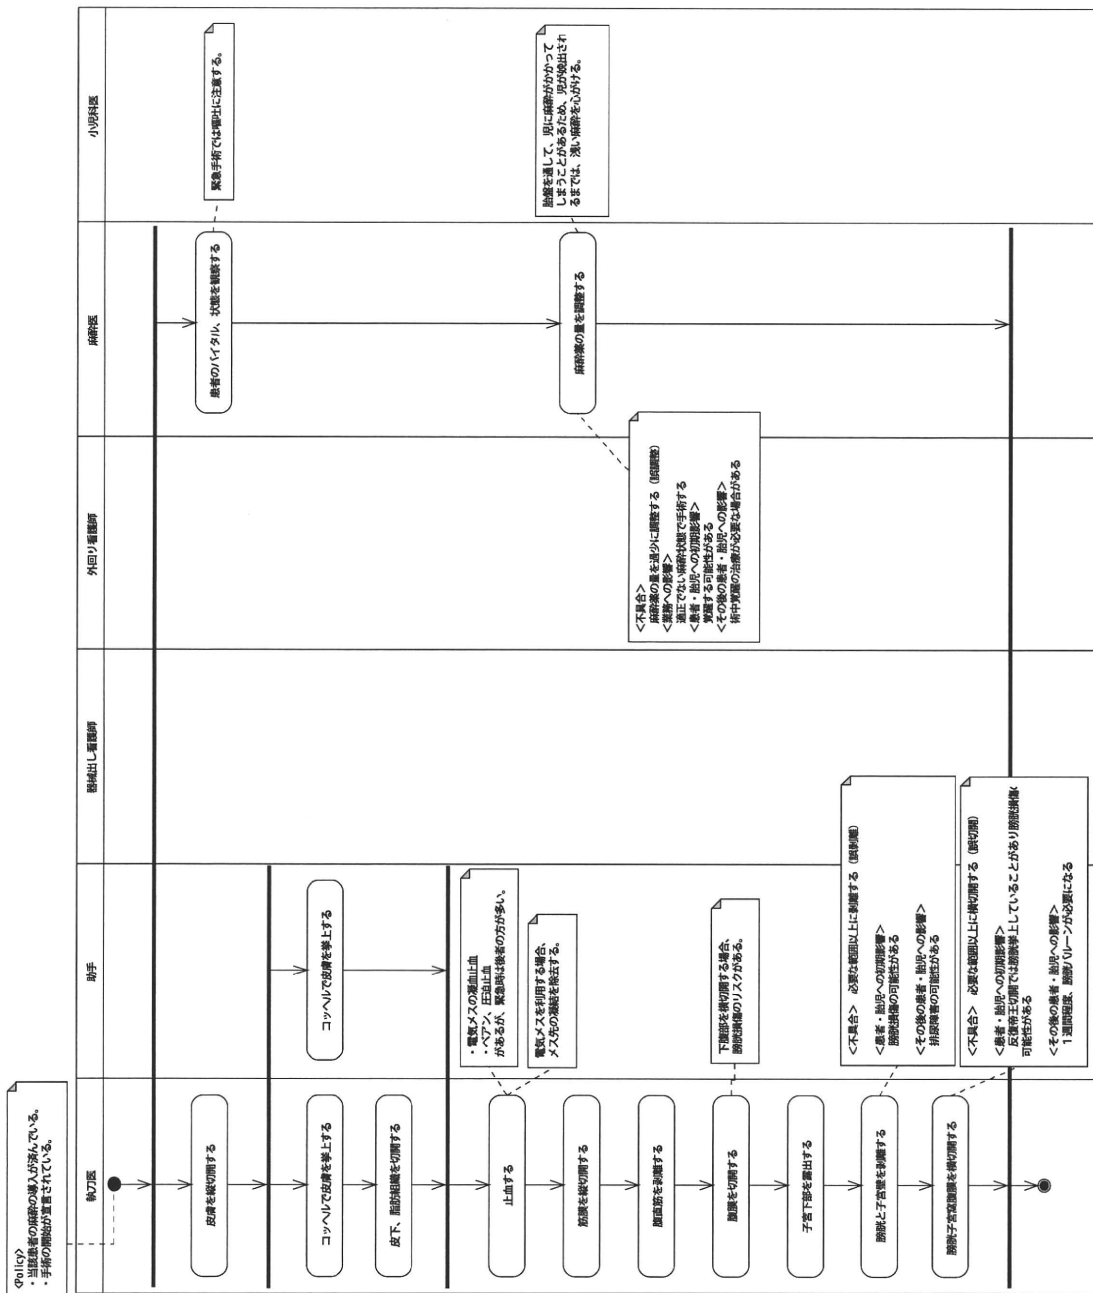 <Policy>
・当該患者の麻酔の導入が済んでいる。
・手術の開始が宣言されている。
執刀医
助手
器械出し看護師
外回り看護師
麻酔医
小児科医
皮膚を縦切開する
コッヘルで皮膚を挙上する
コッヘルで皮膚を挙上する
皮下、脂肪組織を切開する
止血する
・電気メスの凝血止血
・ペアン、圧迫止血
があるが、緊急時は後者の方が多い。
電気メスを利用する場合、
メス先の凝結を除去する。
筋膜を縦切開する
腹直筋を剥離する
腹膜を切開する
下腹部を横切開する場合、
膀胱損傷のリスクがある。
子宮下部を露出する
膀胱と子宮壁を剥離する
<不具合> 必要な範囲以上に剥離する（誤剥離）
<患者・胎児への初期影響>
膀胱損傷の可能性がある
<その後の患者・胎児への影響>
排尿障害の可能性がある
膀胱子宮窩腹膜を横切開する
<不具合> 必要な範囲以上に横切開する（誤切開）
<患者・胎児への初期影響>
反復帝王切開では膀胱挙上していることがあり膀胱損傷の
可能性がある
<その後の患者・胎児への影響>
１週間程度、膀胱バルーンが必要になる
患者のバイタル、状態を観察する
緊急手術では嘔吐に注意する。
麻酔薬の量を調整する
胎盤を通して、児に麻酔がかかって
しまうことがあるため、児が娩出され
るまでは、浅い麻酔を心がける。
<不具合>
麻酔薬の量を過少に調整する（誤調整）
<業務への影響>
適正でない麻酔状態で手術する
<患者・胎児への初期影響>
覚醒する可能性がある
<その後の患者・胎児への影響>
術中覚醒の治療が必要な場合がある